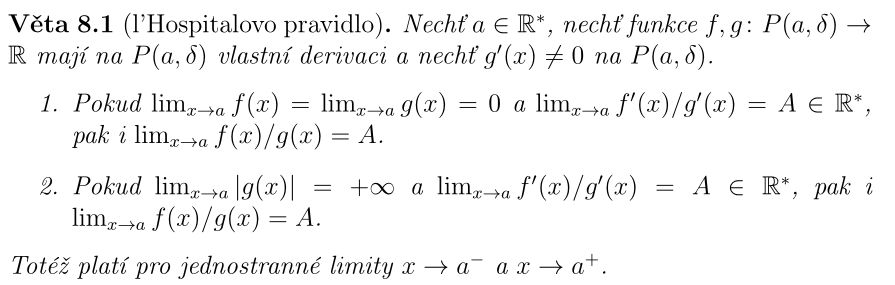 Věta 8.1 (l'Hospitalovo pravidlo). Nechť a ∈ ℝ*, nechť funkce f, g: P(a, δ) →
ℝ mají na P(a, δ) vlastní derivaci a nechť g′(x) ≠ 0 na P(a, δ).
1. Pokud lim_{x→a} f(x) = lim_{x→a} g(x) = 0 a lim_{x→a} f′(x)/g′(x) = A ∈ ℝ*,
pak i lim_{x→a} f(x)/g(x) = A.
2. Pokud lim_{x→a} |g(x)| = +∞ a lim_{x→a} f′(x)/g′(x) = A ∈ ℝ*, pak i
lim_{x→a} f(x)/g(x) = A.
Totéž platí pro jednostranné limity x → a⁻ a x → a⁺.